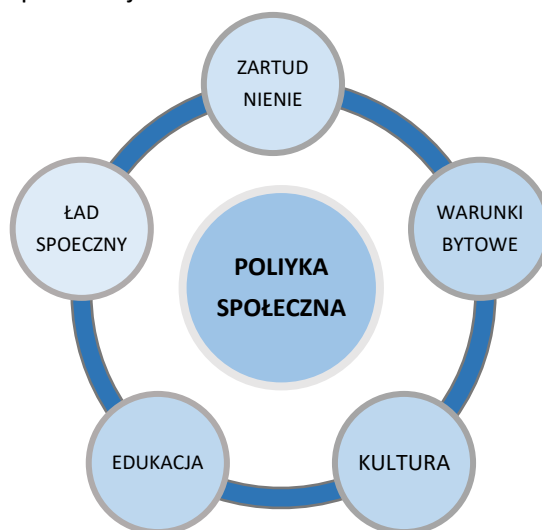 ZARTUD
NIENIE
ŁAD
SPOECZNY
WARUNKI
BYTOWE
POLIYKA
SPOŁECZNA
EDUKACJA
KULTURA